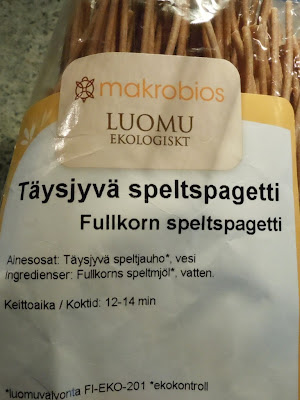 makrobios
LUOMU
EKOLOGISKT
Täysjyvä speltspagetti
Fullkorn speltspagetti
Ainesosat: Täysjyvä speltjauho*, vesi
Ingredienser: Fullkorns speltmjöl*, vatten.
Keittoaika / Koktid: 12-14 min
*luomuvalvonta FI-EKO-201 *ekokontroll